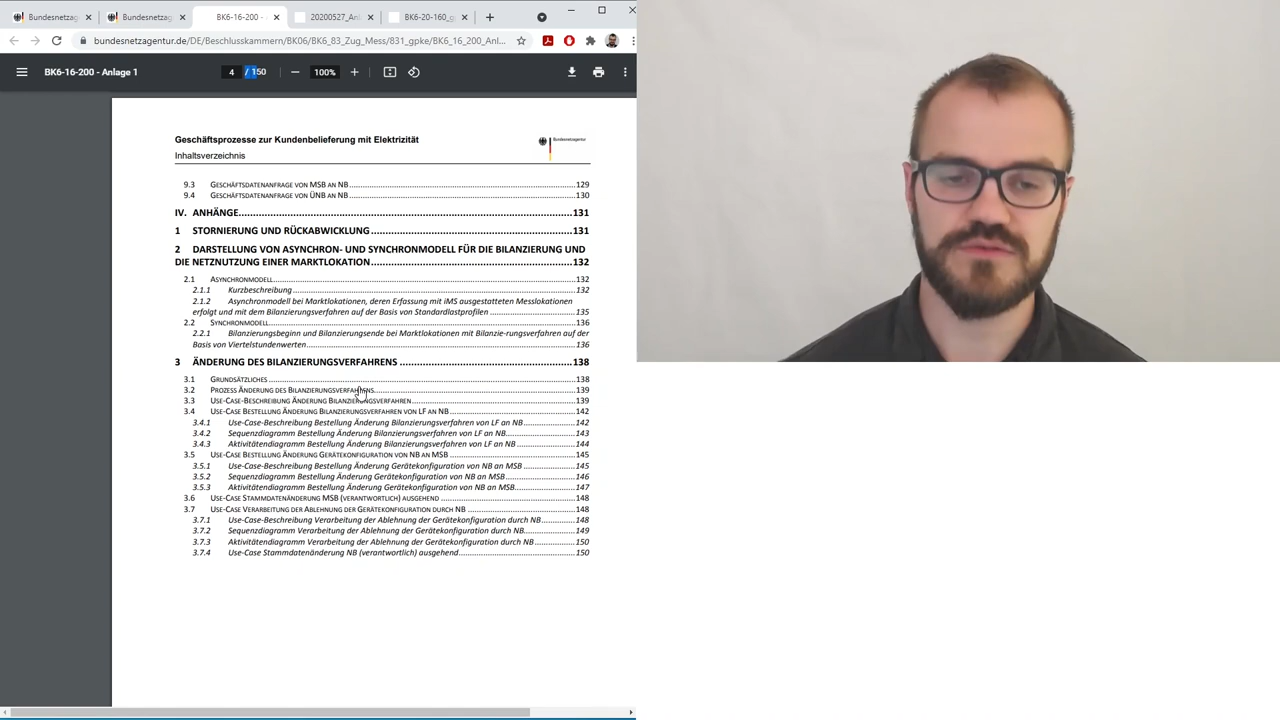 Bundesnetzag
Bundesnetzag
BK6-16-200 -
20200527_Anl
BK6-20-160_g
bundesnetzagentur.de/DE/Beschlusskammern/BK06/BK6_83_Zug_Mess/831_gpke/BK6_16_200_Anl...
BK6-16-200 - Anlage 1
4 / 150
100%
Geschäftsprozesse zur Kundenbelieferung mit Elektrizität
Bundesnetzagentur
Inhaltsverzeichnis
9.3 Geschäftsdatenanfrage von MSB an NB 129
9.4 Geschäftsdatenanfrage von ÜNB an NB 130
IV. ANHÄNGE 131
1 STORNIERUNG UND RÜCKABWICKLUNG 131
2 DARSTELLUNG VON ASYNCHRON- UND SYNCHRONMODELL FÜR DIE BILANZIERUNG UND
DIE NETZNUTZUNG EINER MARKTLOKATION 132
2.1 Asynchronmodell 132
2.1.1 Kurzbeschreibung 132
2.1.2 Asynchronmodell bei Marktlokationen, deren Erfassung mit iMS ausgestatteten Messlokationen
erfolgt und mit dem Bilanzierungsverfahren auf der Basis von Standardlastprofilen 135
2.2 Synchronmodell 136
2.2.1 Bilanzierungsbeginn und Bilanzierungsende bei Marktlokationen mit Bilanzie-rungsverfahren auf der
Basis von Viertelstundenwerten 136
3 ÄNDERUNG DES BILANZIERUNGSVERFAHRENS 138
3.1 Grundsätzliches 138
3.2 Prozess Änderung des Bilanzierungsverfahrens 139
3.3 Use-Case-Beschreibung Änderung Bilanzierungsverfahren 139
3.4 Use-Case Bestellung Änderung Bilanzierungsverfahren von LF an NB 142
3.4.1 Use-Case-Beschreibung Bestellung Änderung Bilanzierungsverfahren von LF an NB 142
3.4.2 Sequenzdiagramm Bestellung Änderung Bilanzierungsverfahren von LF an NB 143
3.4.3 Aktivitätendiagramm Bestellung Änderung Bilanzierungsverfahren von LF an NB 144
3.5 Use-Case Bestellung Änderung Gerätekonfiguration von NB an MSB 145
3.5.1 Use-Case-Beschreibung Bestellung Änderung Gerätekonfiguration von NB an MSB 145
3.5.2 Sequenzdiagramm Bestellung Änderung Gerätekonfiguration von NB an MSB 146
3.5.3 Aktivitätendiagramm Bestellung Änderung Gerätekonfiguration von NB an MSB 147
3.6 Use-Case Stammdatenänderung MSB (verantwortlich) ausgehend 148
3.7 Use-Case Verarbeitung der Ablehnung der Gerätekonfiguration durch NB 148
3.7.1 Use-Case-Beschreibung Verarbeitung der Ablehnung der Gerätekonfiguration durch NB 148
3.7.2 Sequenzdiagramm Verarbeitung der Ablehnung der Gerätekonfiguration durch NB 149
3.7.3 Aktivitätendiagramm Verarbeitung der Ablehnung der Gerätekonfiguration durch NB 150
3.7.4 Use-Case Stammdatenänderung NB (verantwortlich) ausgehend 150